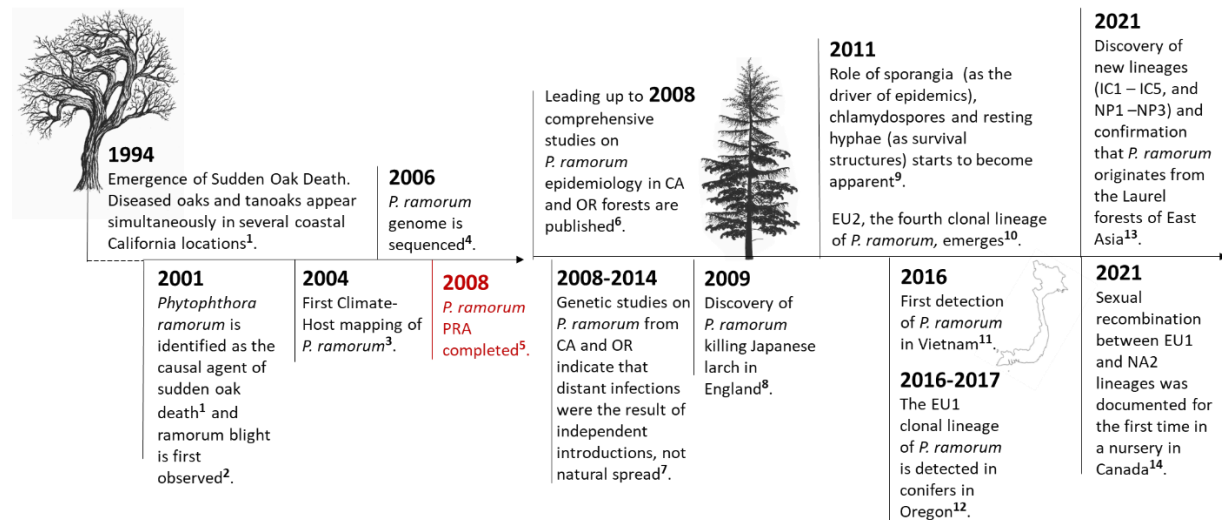 1994
Emergence of Sudden Oak Death.
Diseased oaks and tanoaks appear
simultaneously in several coastal
California locations¹.
2001
Phytophthora
ramorum is
identified as the
causal agent of
sudden oak
death¹ and
ramorum blight
is first
observed².
2004
First Climate-
Host mapping of
P. ramorum³.
2006
P. ramorum
genome is
sequenced⁴.
2008
P. ramorum
PRA
completed⁵.
Leading up to 2008
comprehensive
studies on
P. ramorum
epidemiology in CA
and OR forests are
published⁶.
2008-2014
Genetic studies on
P. ramorum from
CA and OR
indicate that
distant infections
were the result of
independent
introductions, not
natural spread⁷.
2009
Discovery of
P. ramorum
killing Japanese
larch in
England⁸.
2011
Role of sporangia (as the
driver of epidemics),
chlamydospores and resting
hyphae (as survival
structures) starts to become
apparent⁹.
EU2, the fourth clonal lineage
of P. ramorum, emerges¹⁰.
2016
First detection
of P. ramorum
in Vietnam¹¹.
2016-2017
The EU1
clonal lineage
of P. ramorum
is detected in
conifers in
Oregon¹².
2021
Discovery of
new lineages
(IC1 – IC5, and
NP1 –NP3) and
confirmation
that P. ramorum
originates from
the Laurel
forests of East
Asia¹³.
2021
Sexual
recombination
between EU1
and NA2
lineages was
documented for
the first time in
a nursery in
Canada¹⁴.